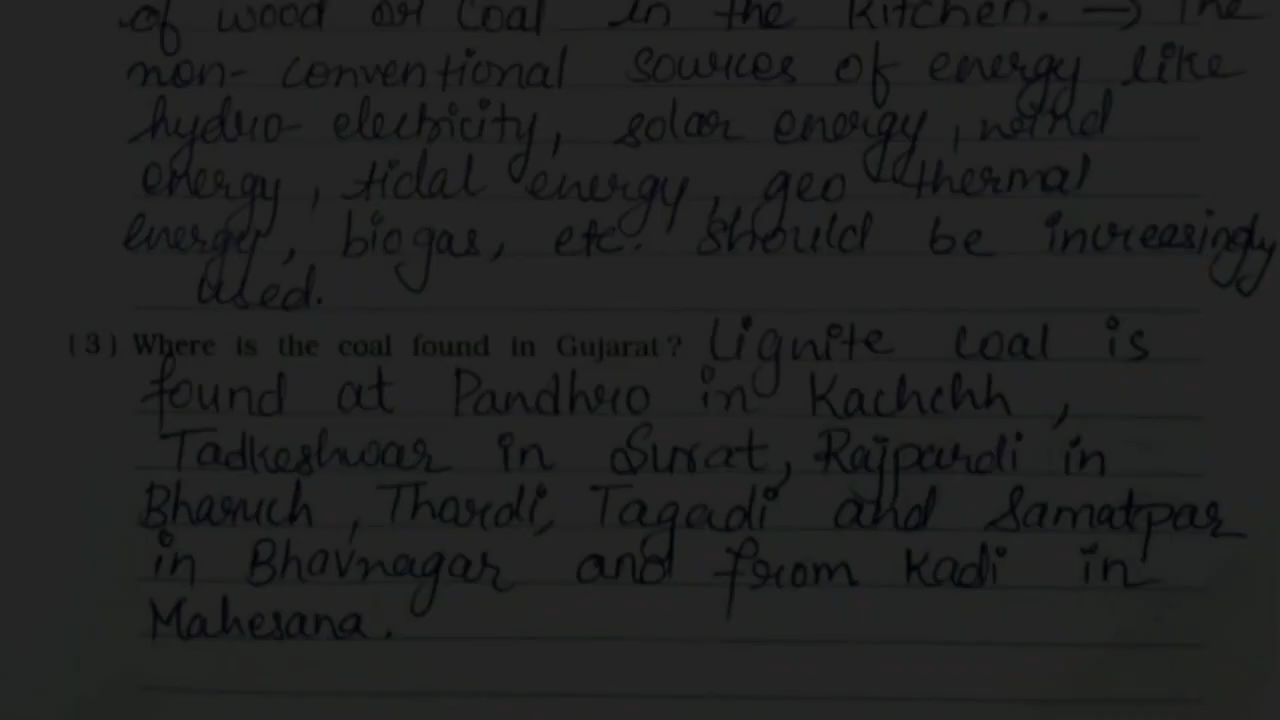 of wood or coal in the kitchen. → The
non- conventional sources of energy like
hydro- electricity, solar energy, wind
energy, tidal energy, geo thermal
energy, biogas, etc. should be increasingly
used.
(3) Where is the coal found in Gujarat? Lignite coal is
found at Pandhro in Kachchh,
Tadkeshwar in Surat, Rajpardi in
Bharuch, Thordi, Tagadi and Samatpar
in Bhavnagar and from Kadi in
Mahesana.